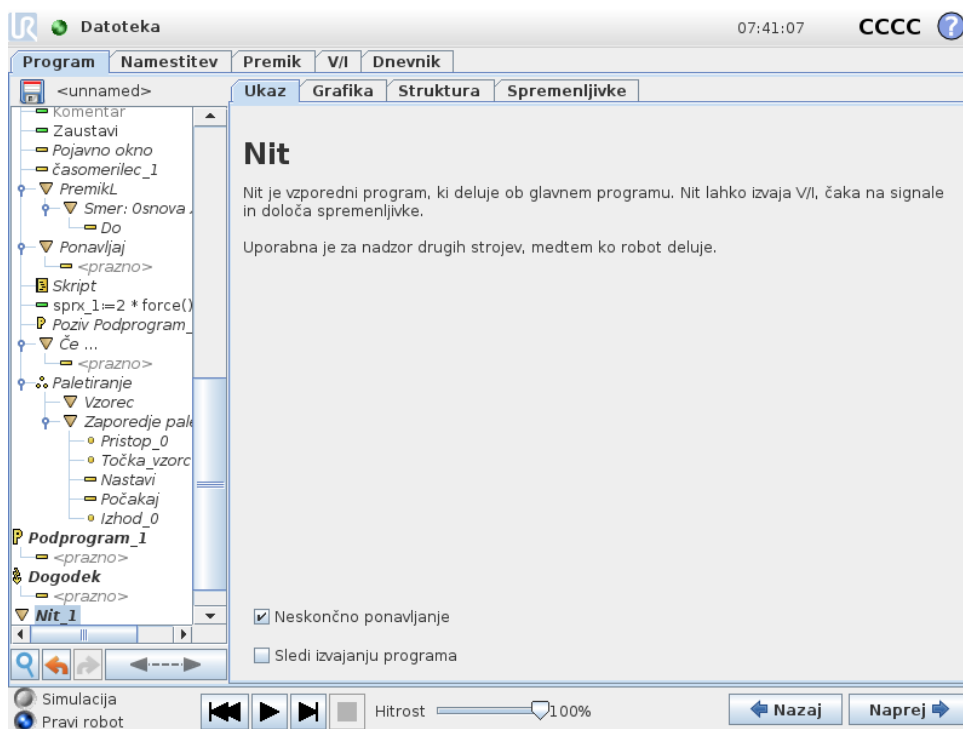 UR Datoteka 07:41:07 CCCC ?
Program Namestitev Premik V/I Dnevnik
<unnamed>
Ukaz Grafika Struktura Spremenljivke
Komentar
Zaustavi
Pojavno okno
časomerilec_1
PremikL
Smer: Osnova
Do
Ponavljaj
<prazno>
Skript
sprx_1:=2 * force()
P Poziv Podprogram_
Če ...
<prazno>
Paletiranje
Vzorec
Zaporedje pale
Pristop_0
Točka_vzorc
Nastavi
Počakaj
Izhod_0
P Podprogram_1
<prazno>
Dogodek
<prazno>
Nit_1
Nit
Nit je vzporedni program, ki deluje ob glavnem programu. Nit lahko izvaja V/I, čaka na signale
in določa spremenljivke.
Uporabna je za nadzor drugih strojev, medtem ko robot deluje.
Neskončno ponavljanje
Sledi izvajanju programa
Simulacija
Pravi robot
Hitrost 100%
Nazaj Naprej